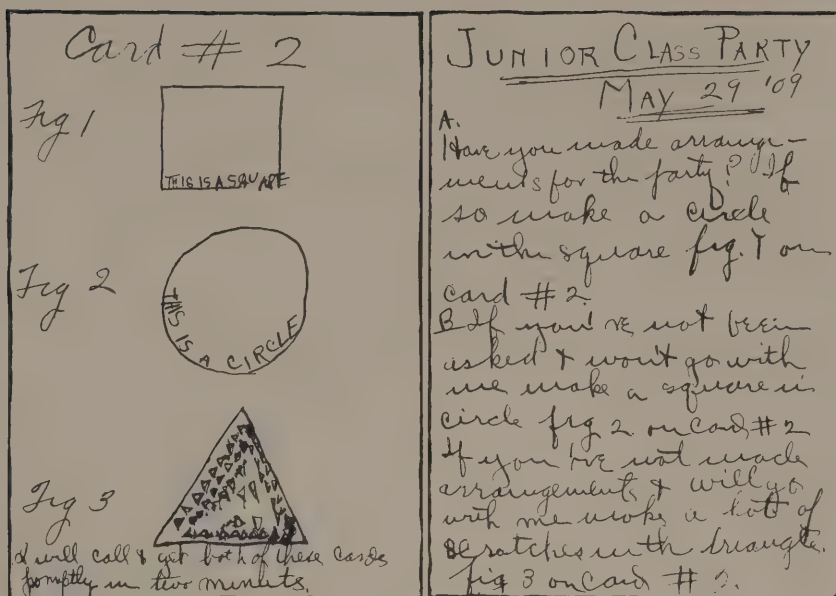 Card # 2
Fig 1
THIS IS A SQUARE
Fig 2
THIS IS A CIRCLE
Fig 3
I will call & get both of these cards
promptly in two minuts.
JUNIOR CLASS PARTY
MAY 29 '09
A.
Have you made arrange-
ments for the party? If
so make a circle
in the square fig. 1 on
card # 2.
B If you've not been
asked & won't go with
me make a square in
circle fig 2 on Card # 2
If you've not made
arrangements & will go
with me make a lott of
scratches with triangle.
fig 3 on Card # 2.